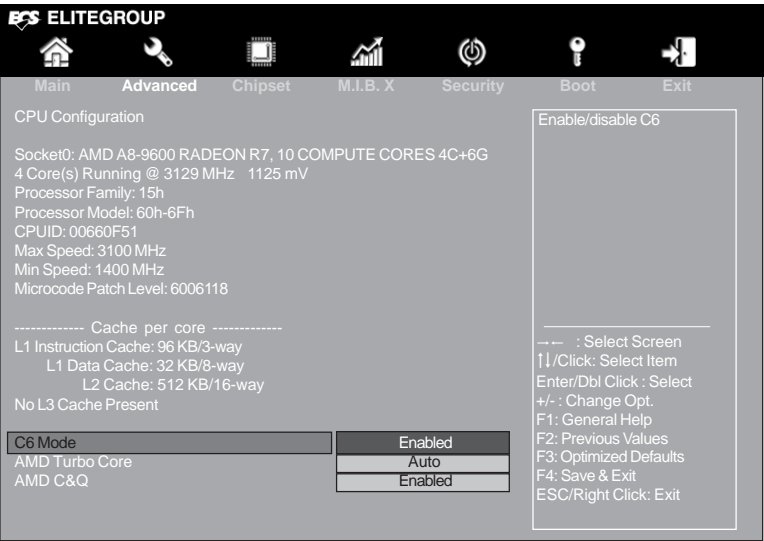 ECS ELITEGROUP
Main Advanced Chipset M.I.B. X Security Boot Exit
CPU Configuration
Socket0: AMD A8-9600 RADEON R7, 10 COMPUTE CORES 4C+6G
4 Core(s) Running @ 3129 MHz 1125 mV
Processor Family: 15h
Processor Model: 60h-6Fh
CPUID: 00660F51
Max Speed: 3100 MHz
Min Speed: 1400 MHz
Microcode Patch Level: 6006118
------------- Cache per core -------------
L1 Instruction Cache: 96 KB/3-way
L1 Data Cache: 32 KB/8-way
L2 Cache: 512 KB/16-way
No L3 Cache Present
C6 Mode Enabled
AMD Turbo Core Auto
AMD C&Q Enabled
Enable/disable C6
→← : Select Screen
↑↓/Click: Select Item
Enter/Dbl Click : Select
+/- : Change Opt.
F1: General Help
F2: Previous Values
F3: Optimized Defaults
F4: Save & Exit
ESC/Right Click: Exit